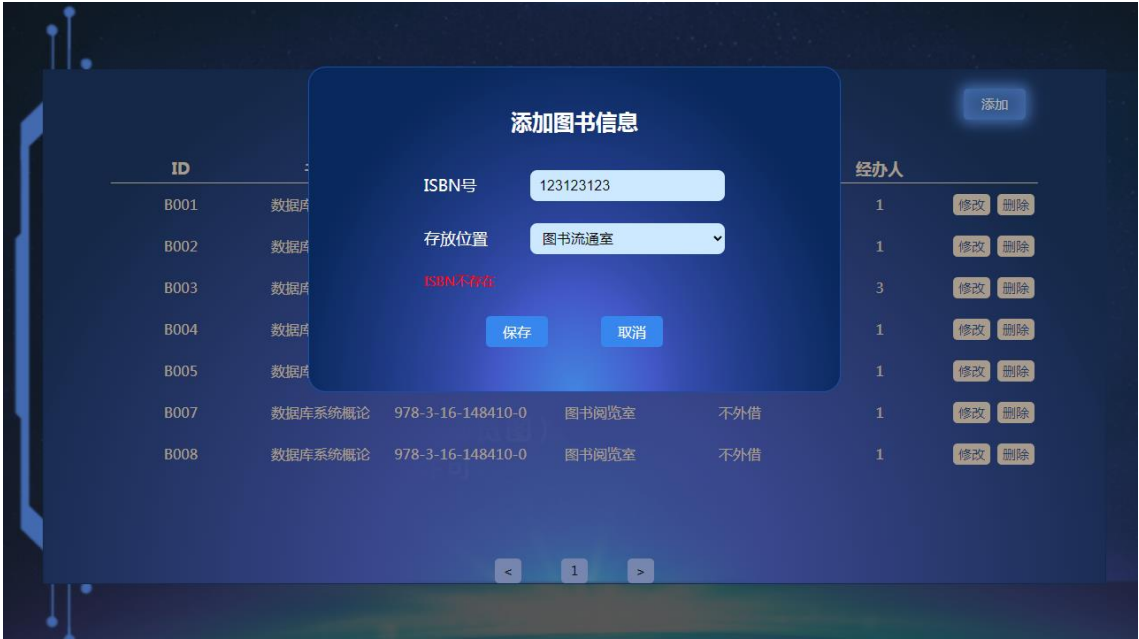 添加
添加图书信息
ID 经办人
ISBN号 123123123
B001 数据库 1 修改 删除
存放位置 图书流通室
B002 数据库 1 修改 删除
ISBN不存在
B003 数据库 3 修改 删除
B004 数据库 1 修改 删除
保存 取消
B005 数据库 1 修改 删除
B007 数据库系统概论 978-3-16-148410-0 图书阅览室 不外借 1 修改 删除
B008 数据库系统概论 978-3-16-148410-0 图书阅览室 不外借 1 修改 删除
< 1 >